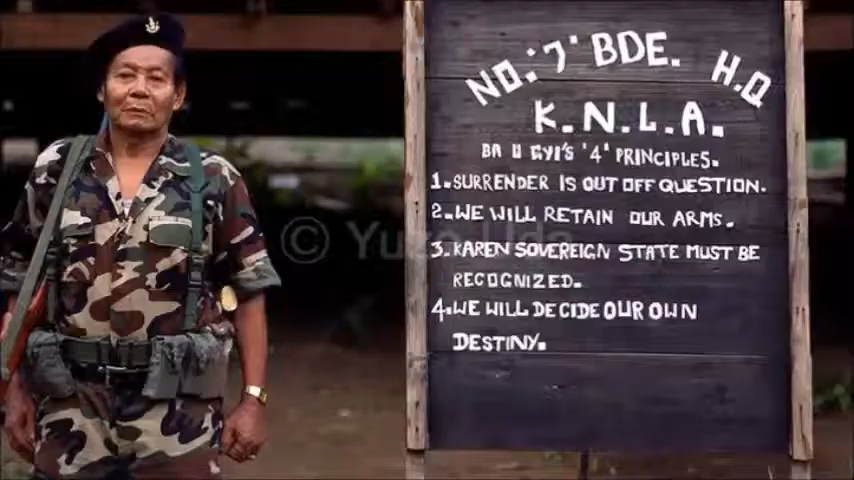 NO. '7' BDE. H.Q
K.N.L.A.
BA U GYI'S '4' PRINCIPLES.
1. SURRENDER IS OUT OFF QUESTION.
2. WE WILL RETAIN OUR ARMS.
3. KAREN SOVEREIGN STATE MUST BE
RECOGNIZED.
4. WE WILL DECIDE OUR OWN
DESTINY.